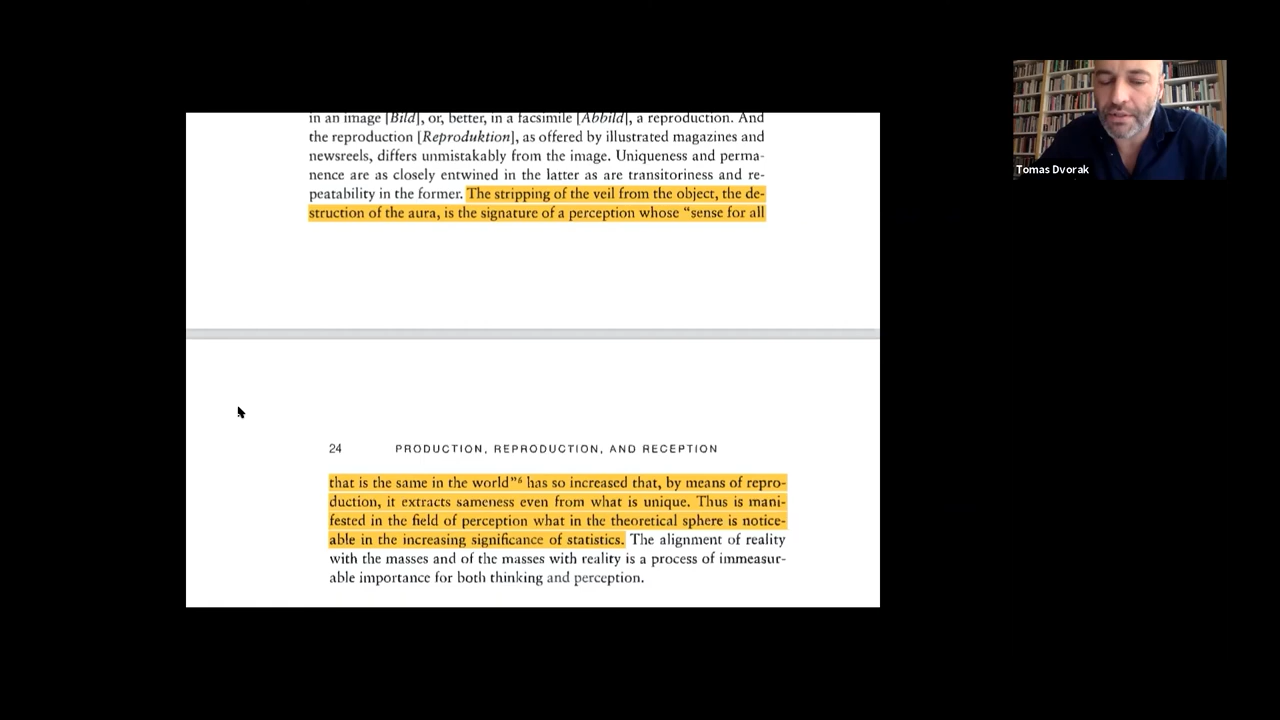 in an image [Bild], or, better, in a facsimile [Abbild], a reproduction. And
the reproduction [Reproduktion], as offered by illustrated magazines and
newsreels, differs unmistakably from the image. Uniqueness and perma-
nence are as closely entwined in the latter as are transitoriness and re-
peatability in the former. The stripping of the veil from the object, the de-
struction of the aura, is the signature of a perception whose “sense for all
24 PRODUCTION, REPRODUCTION, AND RECEPTION
that is the same in the world”⁶ has so increased that, by means of repro-
duction, it extracts sameness even from what is unique. Thus is mani-
fested in the field of perception what in the theoretical sphere is notice-
able in the increasing significance of statistics. The alignment of reality
with the masses and of the masses with reality is a process of immeasur-
able importance for both thinking and perception.
Tomas Dvorak